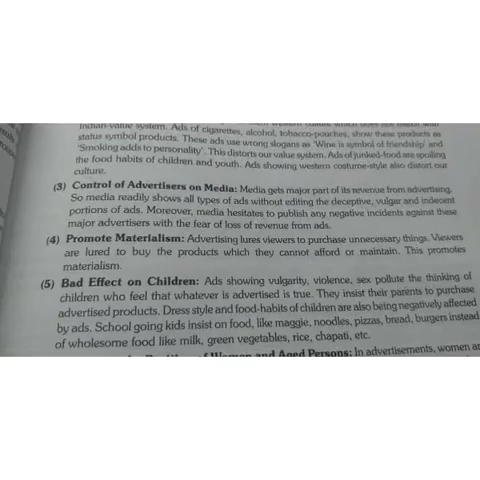 Indian-value system. Ads of cigarettes, alcohol, tobacco-pouches, show these products as
status symbol products. These ads use wrong slogans as 'Wine is symbol of friendship' and
'Smoking adds to personality'. This distorts our value system. Ads of junked-food are spoiling
the food habits of children and youth. Ads showing western costume-style also distort our
culture.
(3) Control of Advertisers on Media: Media gets major part of its revenue from advertising.
So media readily shows all types of ads without editing the deceptive, vulgar and indecent
portions of ads. Moreover, media hesitates to publish any negative incidents against these
major advertisers with the fear of loss of revenue from ads.
(4) Promote Materialism: Advertising lures viewers to purchase unnecessary things. Viewers
are lured to buy the products which they cannot afford or maintain. This promotes
materialism.
(5) Bad Effect on Children: Ads showing vulgarity, violence, sex pollute the thinking of
children who feel that whatever is advertised is true. They insist their parents to purchase
advertised products. Dress style and food-habits of children are also being negatively affected
by ads. School going kids insist on food, like maggie, noodles, pizzas, bread, burgers instead
of wholesome food like milk, green vegetables, rice, chapati, etc.
of Women and Aged Persons: In advertisements, women